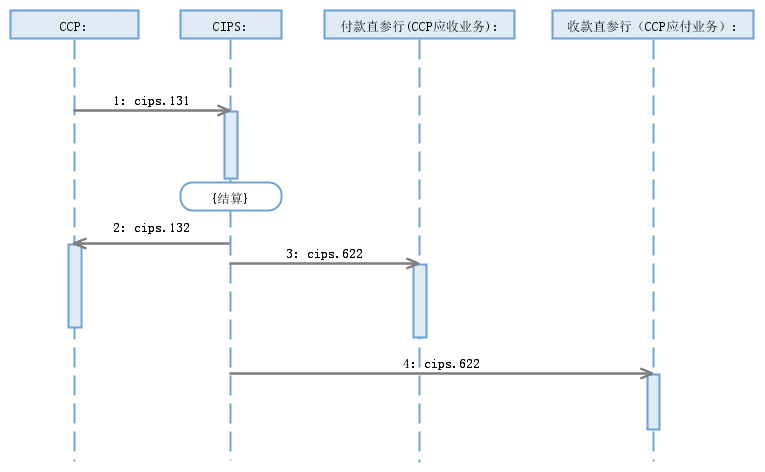 CCP:
CIPS:
付款直参行(CCP应收业务):
收款直参行（CCP应付业务）:
1: cips.131
{结算}
2: cips.132
3: cips.622
4: cips.622